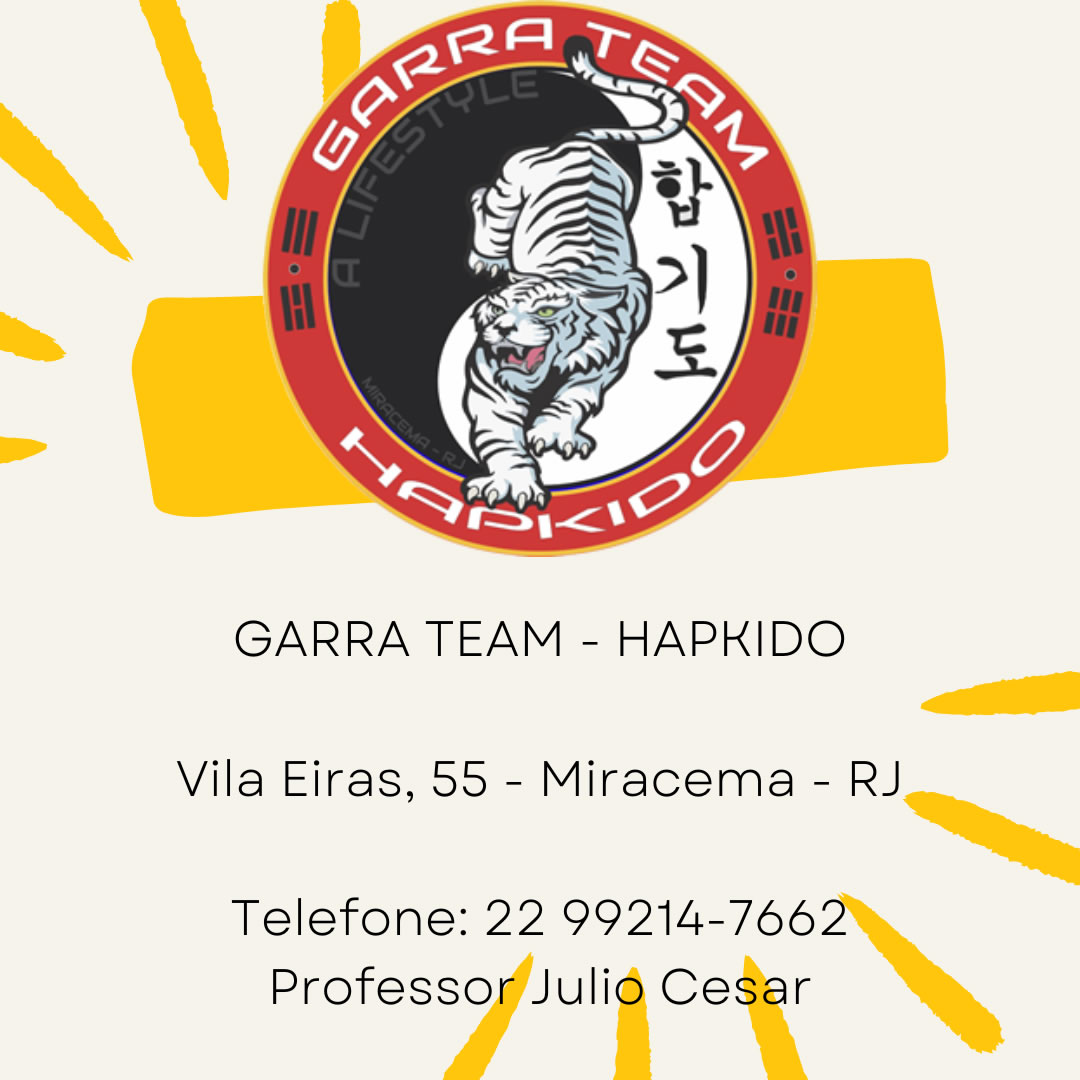 GARRA TEAM
A LIFESTYLE
합
기
도
MIRACEMA - RJ
HAPKIDO
GARRA TEAM - HAPKIDO
Vila Eiras, 55 - Miracema - RJ
Telefone: 22 99214-7662
Professor Julio Cesar